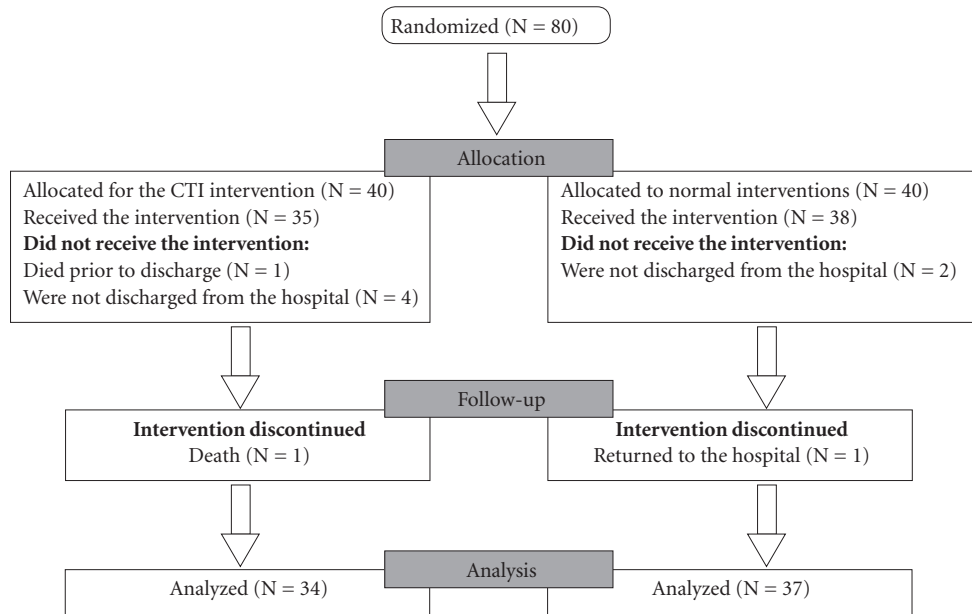 Randomized (N = 80)
Allocation
Allocated for the CTI intervention (N = 40)
Received the intervention (N = 35)
Did not receive the intervention:
Died prior to discharge (N = 1)
Were not discharged from the hospital (N = 4)
Allocated to normal interventions (N = 40)
Received the intervention (N = 38)
Did not receive the intervention:
Were not discharged from the hospital (N = 2)
Follow-up
Intervention discontinued
Death (N = 1)
Intervention discontinued
Returned to the hospital (N = 1)
Analysis
Analyzed (N = 34)
Analyzed (N = 37)